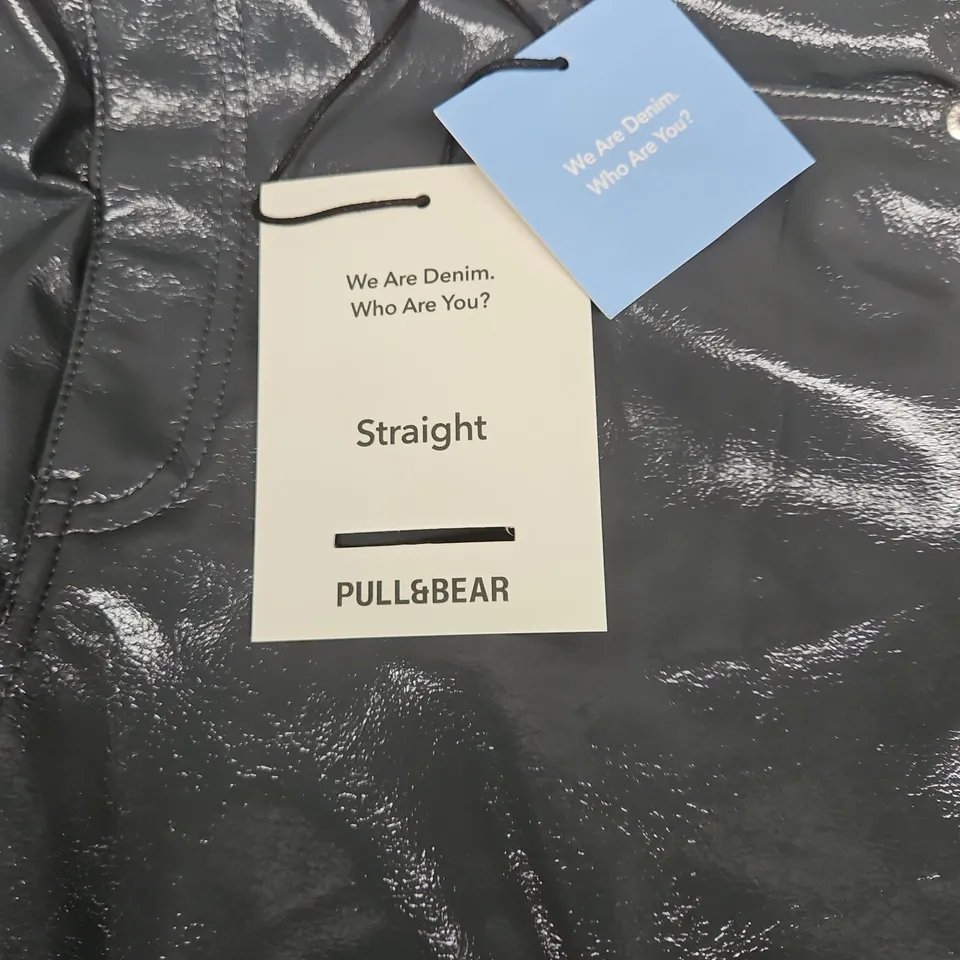 We Are Denim.
Who Are You?
We Are Denim.
Who Are You?
Straight
PULL&BEAR